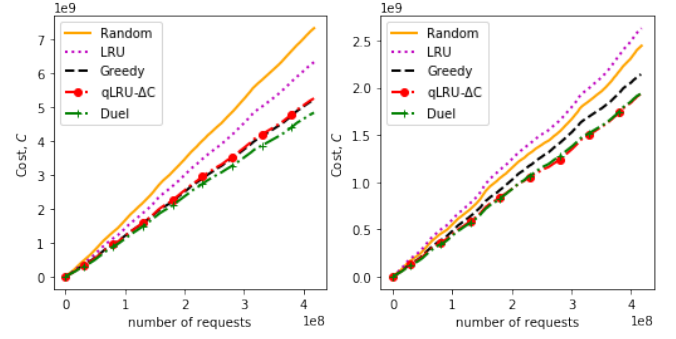 1e9
7
6
5
4
3
2
1
0
Cost, C
Random
LRU
Greedy
qLRU-ΔC
Duel
0 1 2 3 4
1e8
number of requests
1e9
2.5
2.0
1.5
1.0
0.5
0.0
Cost, C
Random
LRU
Greedy
qLRU-ΔC
Duel
0 1 2 3 4
1e8
number of requests